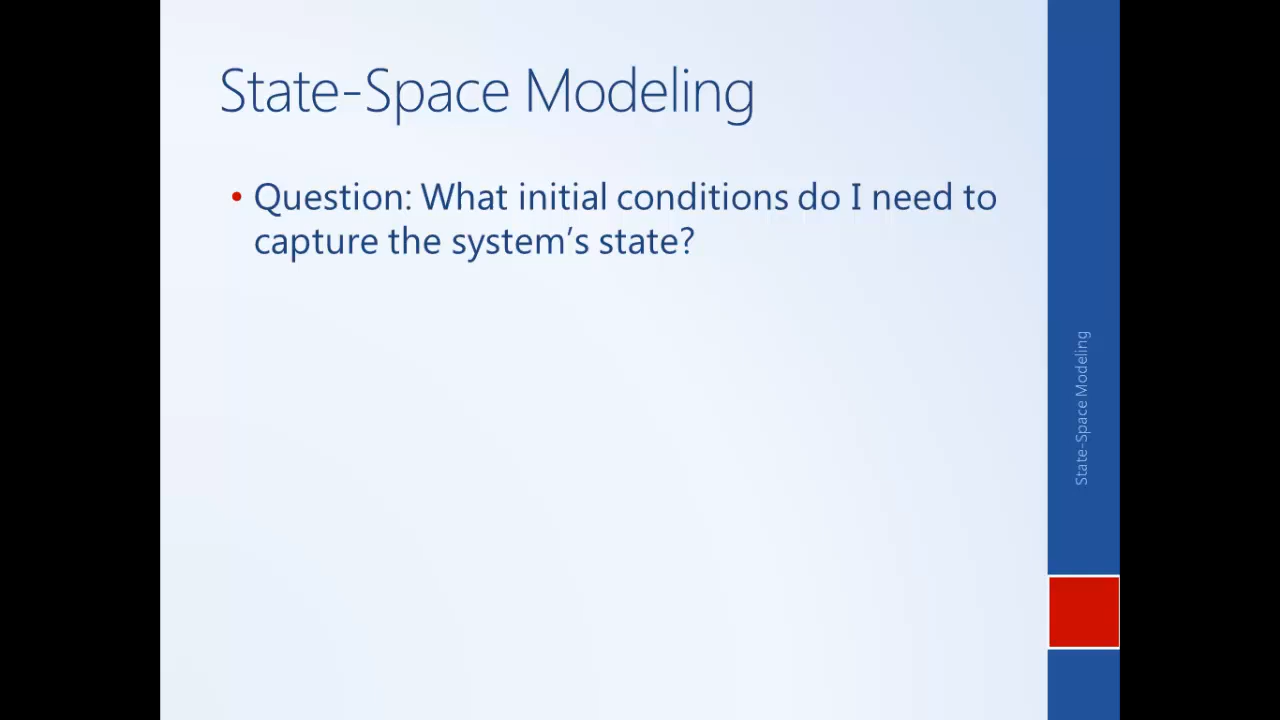 State-Space Modeling
• Question: What initial conditions do I need to
capture the system's state?
State-Space Modeling